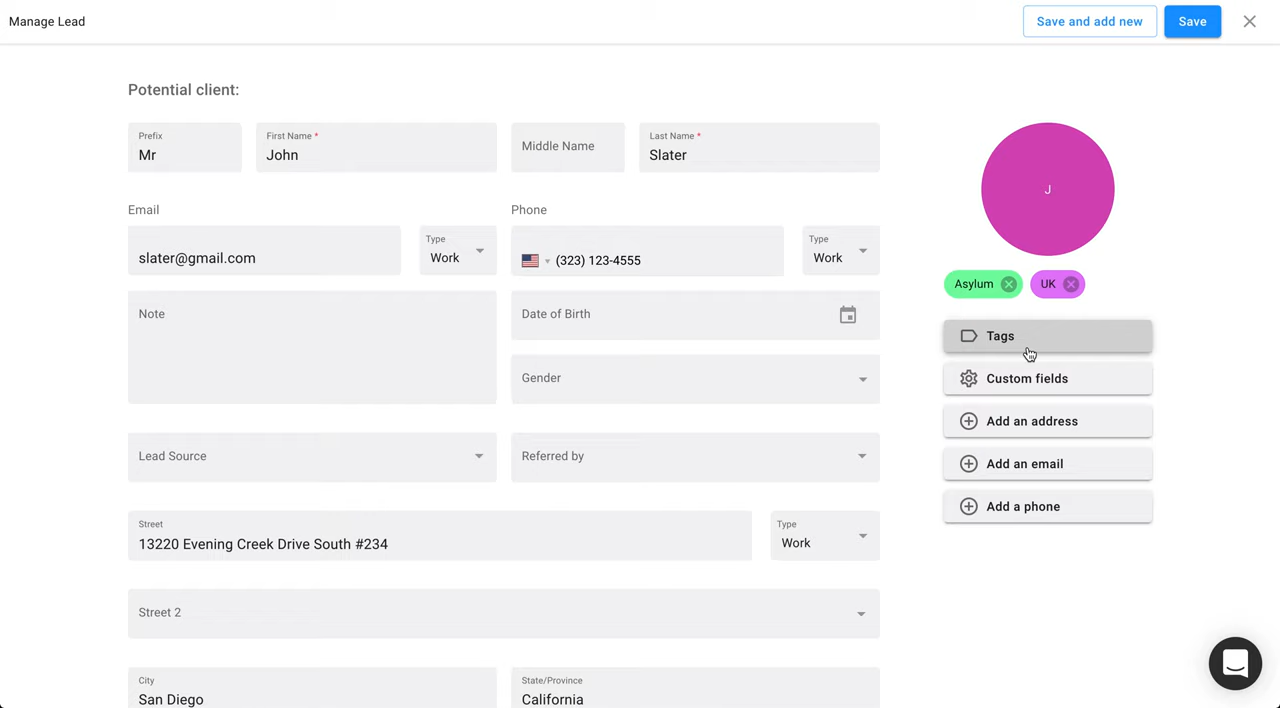 Manage Lead
Save and add new
Save
Potential client:
Prefix
Mr
First Name *
John
Middle Name
Last Name *
Slater
J
Email
Phone
slater@gmail.com
Type
Work
(323) 123-4555
Type
Work
Asylum
UK
Note
Date of Birth
Gender
Tags
Custom fields
Add an address
Add an email
Add a phone
Lead Source
Referred by
Street
13220 Evening Creek Drive South #234
Type
Work
Street 2
City
San Diego
State/Province
California